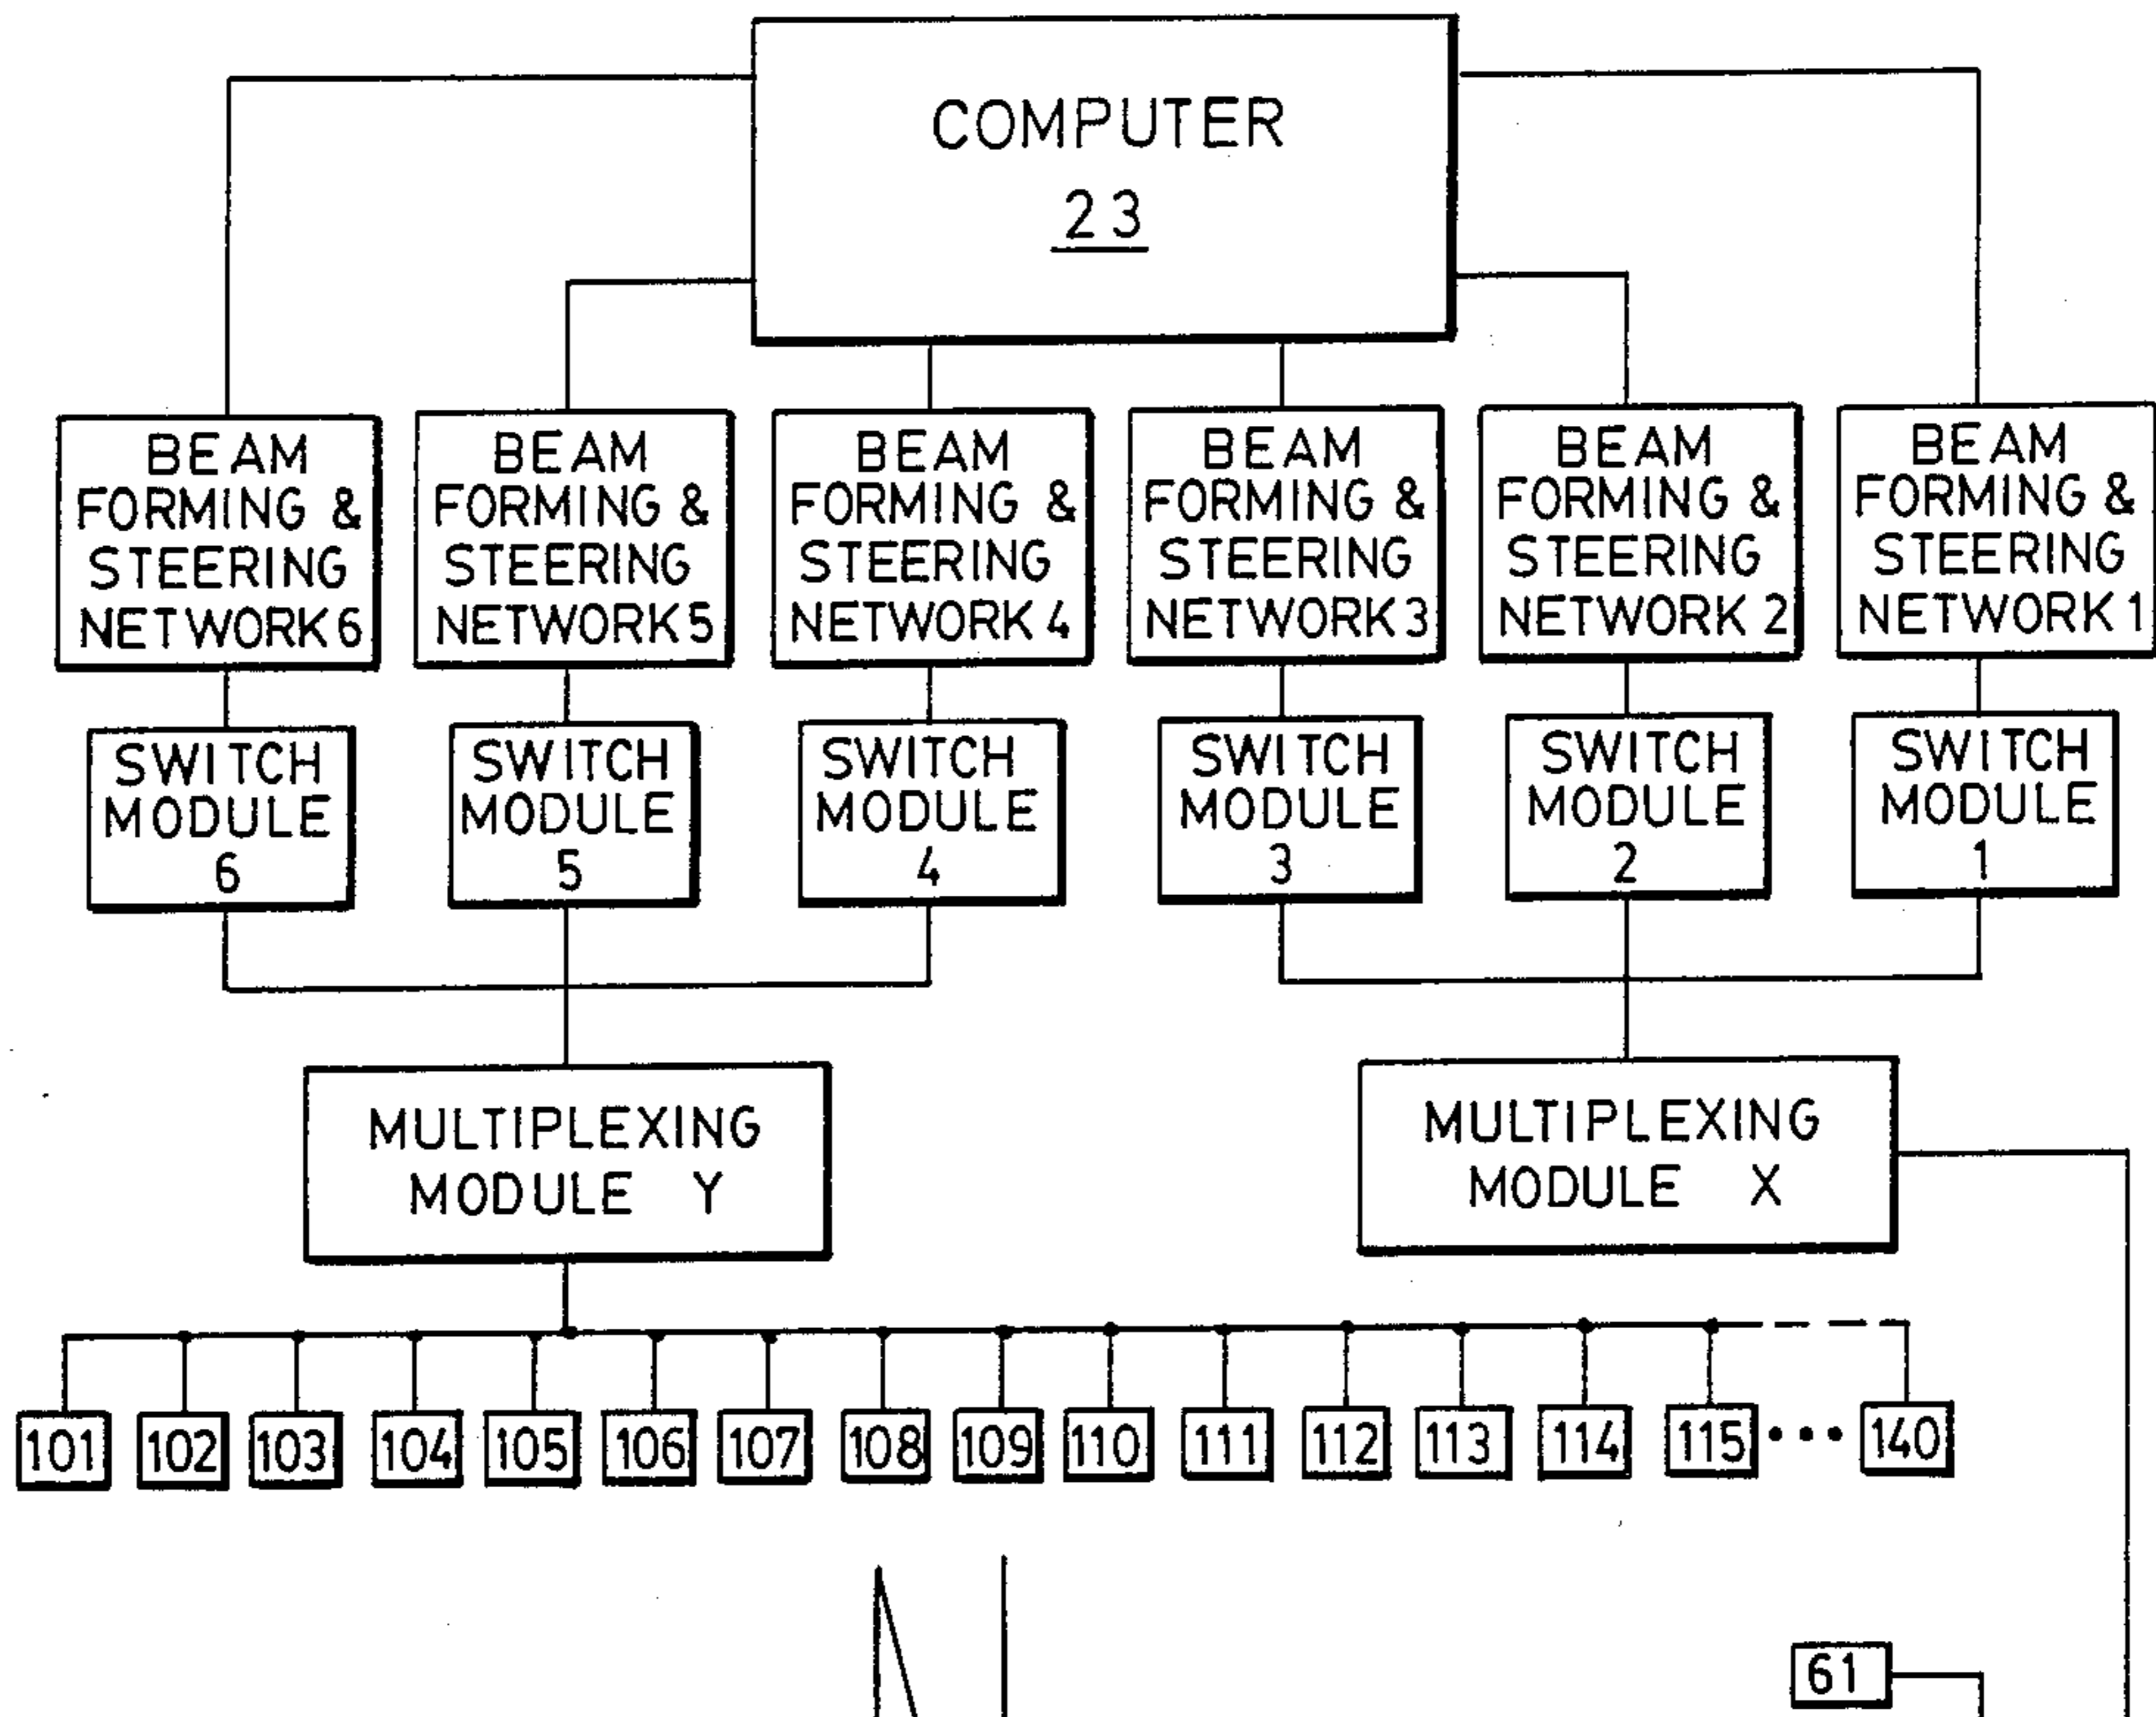 COMPUTER
23
BEAM
FORMING &
STEERING
NETWORK 6
BEAM
FORMING &
STEERING
NETWORK 5
BEAM
FORMING &
STEERING
NETWORK 4
BEAM
FORMING &
STEERING
NETWORK 3
BEAM
FORMING &
STEERING
NETWORK 2
BEAM
FORMING &
STEERING
NETWORK 1
SWITCH
MODULE
6
SWITCH
MODULE
5
SWITCH
MODULE
4
SWITCH
MODULE
3
SWITCH
MODULE
2
SWITCH
MODULE
1
MULTIPLEXING
MODULE Y
MULTIPLEXING
MODULE X
101 102 103 104 105 106 107 108 109 110 111 112 113 114 115 ••• 140
61